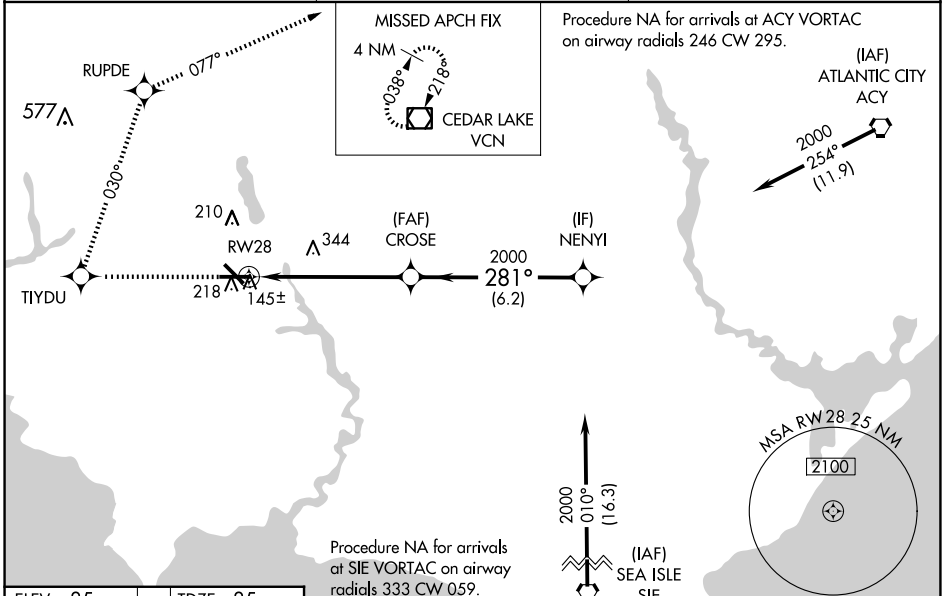 MISSED APCH FIX
4 NM
038°
218°
CEDAR LAKE
VCN
Procedure NA for arrivals at ACY VORTAC
on airway radials 246 CW 295.
(IAF)
ATLANTIC CITY
ACY
2000
254°
(11.9)
RUPDE
077°
577
030°
210
RW28
344
(FAF)
CROSE
(IF)
NENYI
2000
281°
(6.2)
TIYDU
218
145±
MSA RW 28 25 NM
2100
2000
010°
(16.3)
Procedure NA for arrivals
at SIE VORTAC on airway
radials 333 CW 059.
(IAF)
SEA ISLE
SIE